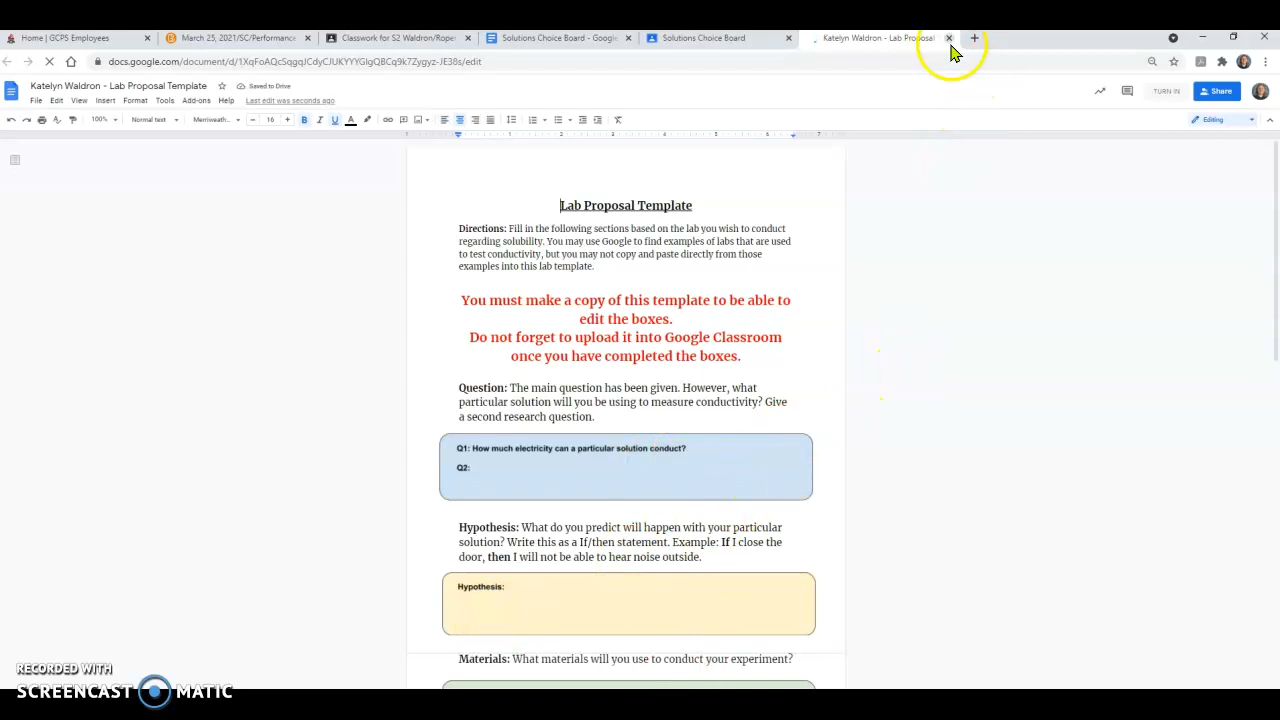 Home | GCPS Employees
March 25, 2021/SC/Performance
Classwork for S2 Waldron/Roper
Solutions Choice Board - Google
Solutions Choice Board
Katelyn Waldron - Lab Proposal
Katelyn Waldron - Lab Proposal Template
Saved to Drive
File Edit View Insert Format Tools Add-ons Help Last edit was seconds ago
TURN IN
Share
100% Normal text Merriweath... 16 B I U A
Editing
1 1 2 3 4 5 6 7
Lab Proposal Template
Directions: Fill in the following sections based on the lab you wish to conduct
regarding solubility. You may use Google to find examples of labs that are used
to test conductivity, but you may not copy and paste directly from those
examples into this lab template.
You must make a copy of this template to be able to
edit the boxes.
Do not forget to upload it into Google Classroom
once you have completed the boxes.
Question: The main question has been given. However, what
particular solution will you be using to measure conductivity? Give
a second research question.
Q1: How much electricity can a particular solution conduct?
Q2:
Hypothesis: What do you predict will happen with your particular
solution? Write this as a If/then statement. Example: If I close the
door, then I will not be able to hear noise outside.
Hypothesis:
Materials: What materials will you use to conduct your experiment?
RECORDED WITH
SCREENCAST MATIC